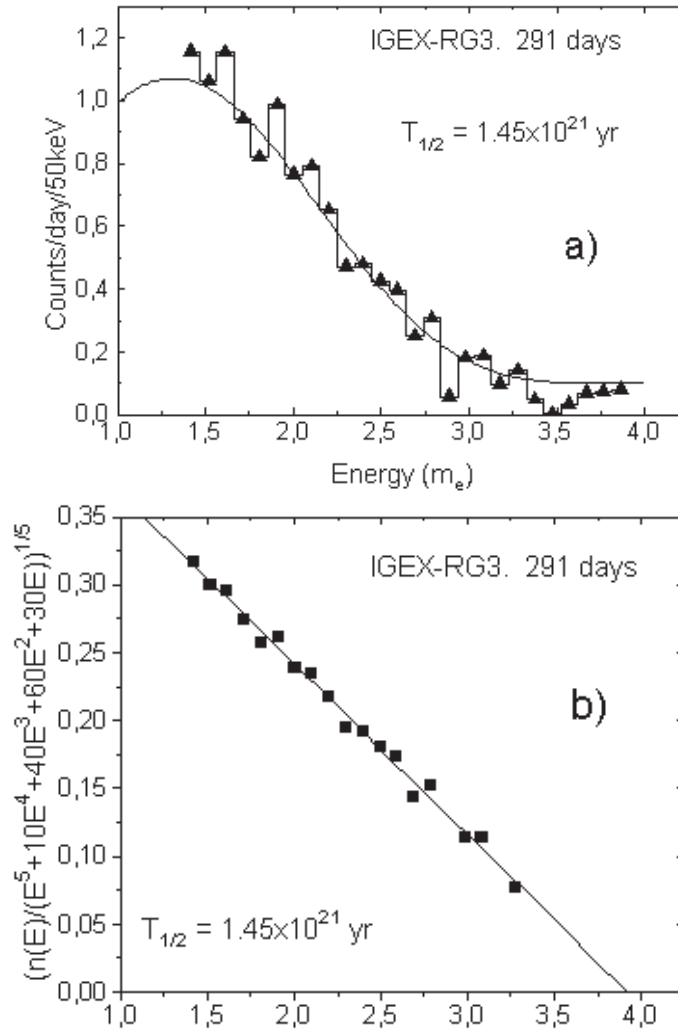 IGEX-RG3. 291 days
T1/2 = 1.45x10^21 yr
a)
Counts/day/50keV
1,2
1,0
0,8
0,6
0,4
0,2
0,0
1,0 1,5 2,0 2,5 3,0 3,5 4,0
Energy (m_e)
IGEX-RG3. 291 days
b)
T1/2 = 1.45x10^21 yr
(n(E)/(E^5+10E^4+40E^3+60E^2+30E))^1/5
0,35
0,30
0,25
0,20
0,15
0,10
0,05
0,00
1,0 1,5 2,0 2,5 3,0 3,5 4,0